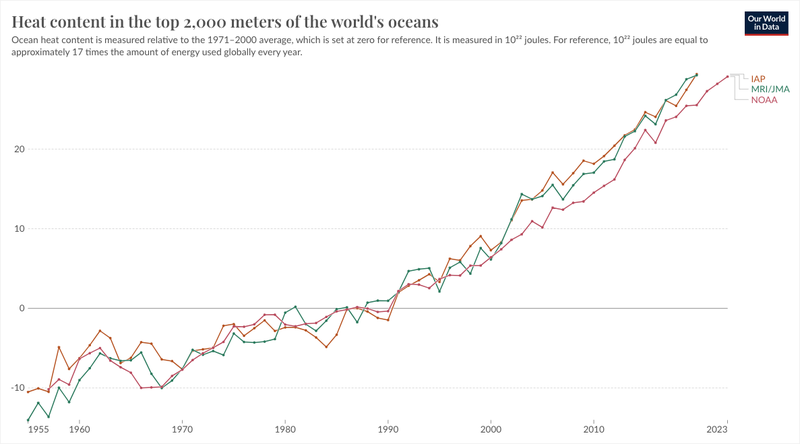 Heat content in the top 2,000 meters of the world's oceans
Our World
in Data
Ocean heat content is measured relative to the 1971–2000 average, which is set at zero for reference. It is measured in 10²² joules. For reference, 10²² joules are equal to
approximately 17 times the amount of energy used globally every year.
IAP
MRI/JMA
NOAA
20
10
0
-10
1955 1960 1970 1980 1990 2000 2010 2023